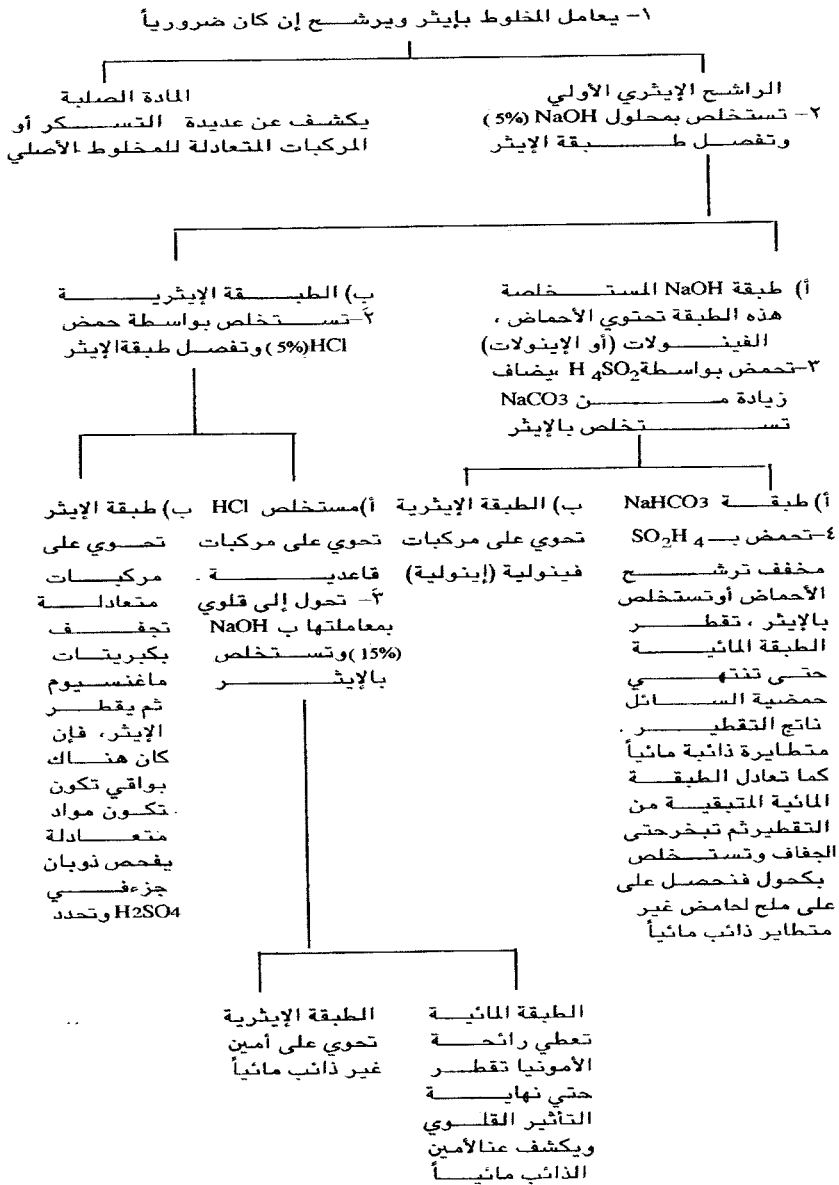 ١- يعامل المخلوط بإيثر ويرشح إن كان ضرورياً
الراشح الإيثري الأولي
٢- تستخلص بمحلول NaOH (5%)
وتفصل طبقة الإيثر
المادة الصلبة
يكشف عن عديدة التسكر أو
المركبات المتعادلة للمخلوط الأصلي
أ) طبقة NaOH المستخلصة
هذه الطبقة تحتوي الأحماض ،
الفينولات (أو الإينولات)
٣- تحمض بواسطة H4SO2 ،يضاف
زيادة من NaCO3
تستخلص بالإيثر
ب) الطبقة الإيثرية
٢َ- تستخلص بواسطة حمض
HCl (5%) وتفصل طبقة الإيثر
أ) طبقة NaHCO3
٤- تحمض بـ SO2H4
مخفف ترشح
الأحماض أوتستخلص
بالإيثر ، تقطر
الطبقة المائية
حتى تنتهي
حمضية السائل
ناتج التقطير .
متطايرة ذائبة مائياً
كما تعادل الطبقة
المائية المتبقية من
التقطيرثم تبخرحتى
الجفاف وتستخلص
بكحول فنحصل على
على ملح لحامض غير
متطاير ذائب مائياً
ب) الطبقة الإيثرية
تحوي على مركبات
فينولية (إينولية)
أ)مستخلص HCl
تحوي على مركبات
قاعدية .
٣َ- تحول إلى قلوي
بمعاملتها ب NaOH
(15%) وتستخلص
بالإيثر
ب) طبقة الإيثر
تحوي على
مركبات
متعادلة
تجفف
بكبريتات
ماغنسيوم
ثم يقطر
الإيثر، فإن
كان هناك
بواقي تكون
تكون مواد
متعادلة
يفحص ذوبان
جزءفي
H2SO4 وتحدد
الطبقة المائية
تعطي رائحة
الأمونيا تقطر
حتي نهاية
التأثير القلوي
ويكشف عنالأمين
الذائب مائياً
الطبقة الإيثرية
تحوي على أمين
غير ذائب مائياً